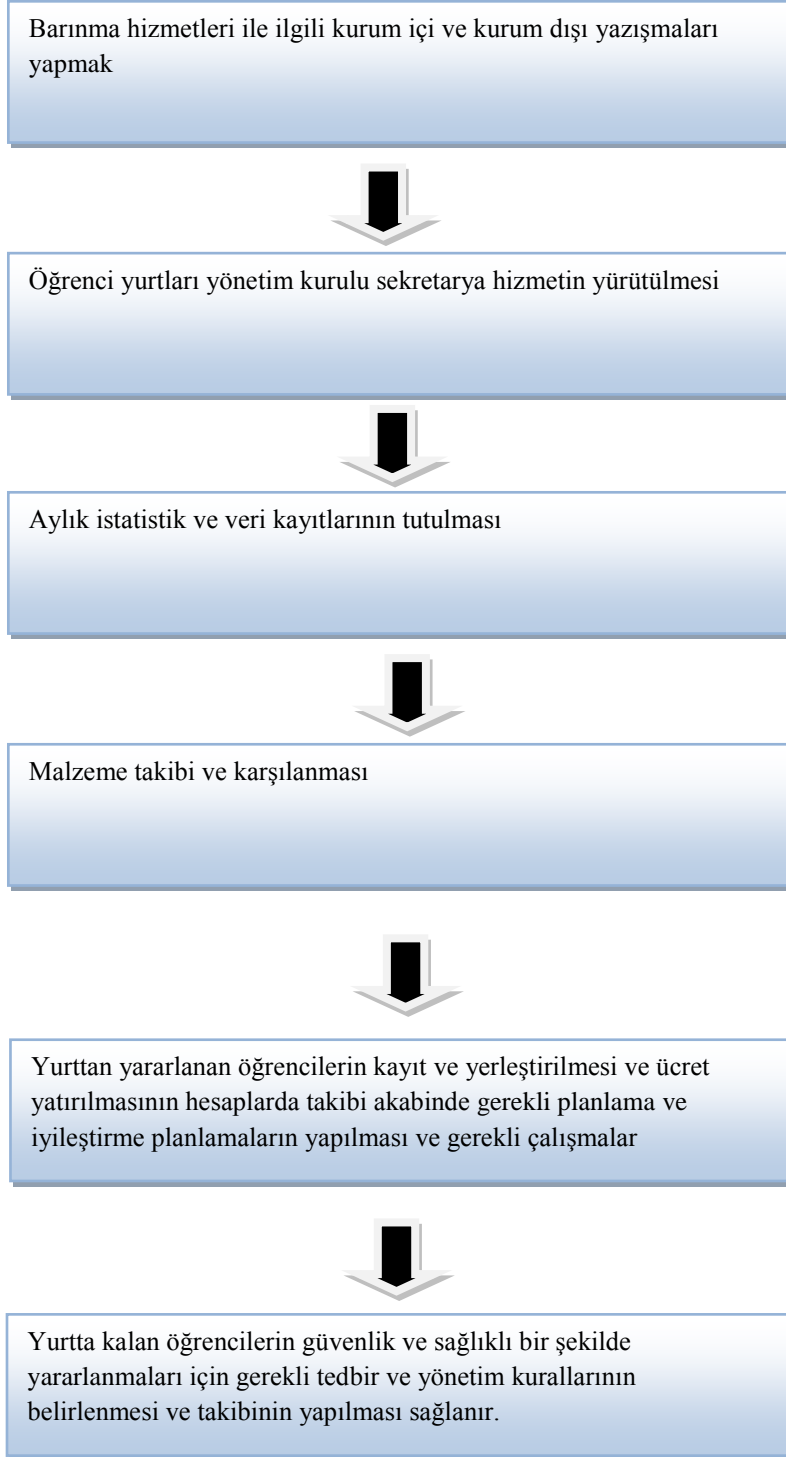 Barınma hizmetleri ile ilgili kurum içi ve kurum dışı yazışmaları
yapmak
Öğrenci yurtları yönetim kurulu sekretarya hizmetin yürütülmesi
Aylık istatistik ve veri kayıtlarının tutulması
Malzeme takibi ve karşılanması
Yurttan yararlanan öğrencilerin kayıt ve yerleştirilmesi ve ücret
yatırılmasının hesaplarda takibi akabinde gerekli planlama ve
iyileştirme planlamaların yapılması ve gerekli çalışmalar
Yurtta kalan öğrencilerin güvenlik ve sağlıklı bir şekilde
yararlanmaları için gerekli tedbir ve yönetim kurallarının
belirlenmesi ve takibinin yapılması sağlanır.